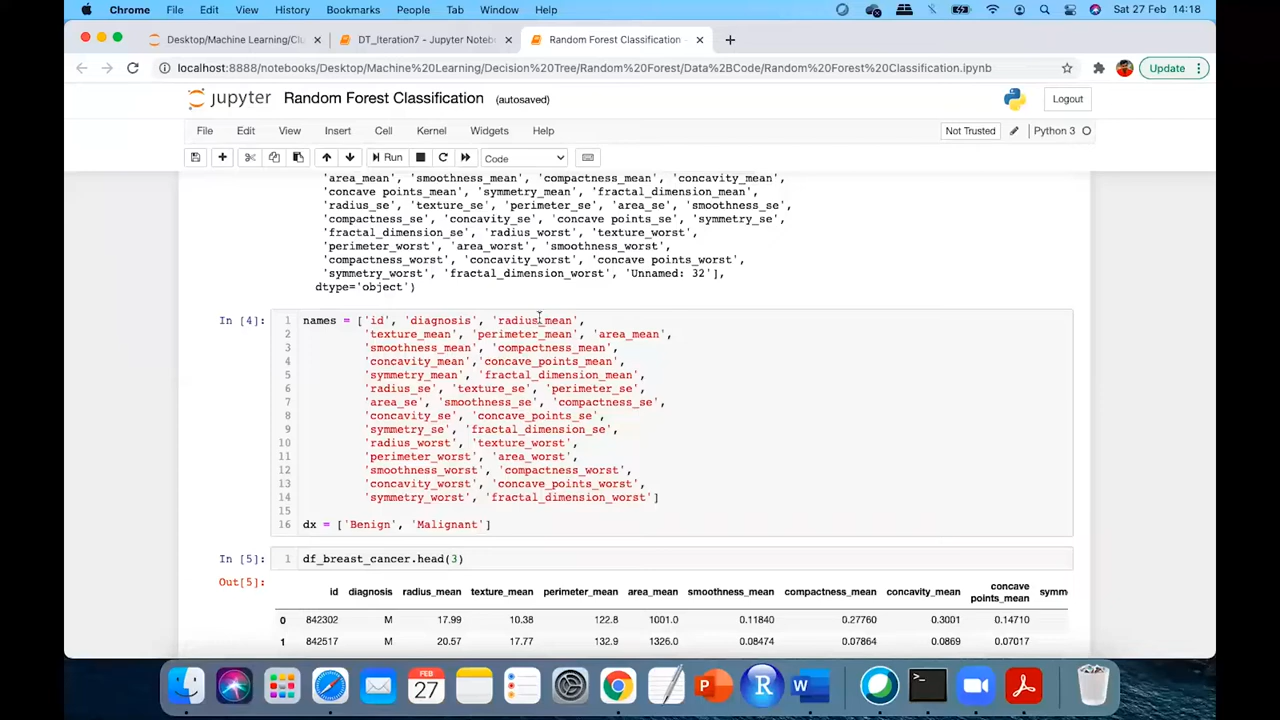 Chrome File Edit View History Bookmarks People Tab Window Help Sat 27 Feb 14:18
Desktop/Machine Learning/Clu DT_Iteration7 - Jupyter Notebo Random Forest Classification -
localhost:8888/notebooks/Desktop/Machine%20Learning/Decision%20Tree/Random%20Forest/Data%2BCode/Random%20Forest%20Classification.ipynb Update
jupyter Random Forest Classification (autosaved) Logout
File Edit View Insert Cell Kernel Widgets Help Not Trusted Python 3
Run Code
'area_mean', 'smoothness_mean', 'compactness_mean', 'concavity_mean',
'concave points_mean', 'symmetry_mean', 'fractal_dimension_mean',
'radius_se', 'texture_se', 'perimeter_se', 'area_se', 'smoothness_se',
'compactness_se', 'concavity_se', 'concave points_se', 'symmetry_se',
'fractal_dimension_se', 'radius_worst', 'texture_worst',
'perimeter_worst', 'area_worst', 'smoothness_worst',
'compactness_worst', 'concavity_worst', 'concave points_worst',
'symmetry_worst', 'fractal_dimension_worst', 'Unnamed: 32'],
dtype='object')
In [4]: 1 names = ['id', 'diagnosis', 'radius_mean',
2 'texture_mean', 'perimeter_mean', 'area_mean',
3 'smoothness_mean', 'compactness_mean',
4 'concavity_mean','concave_points_mean',
5 'symmetry_mean', 'fractal_dimension_mean',
6 'radius_se', 'texture_se', 'perimeter_se',
7 'area_se', 'smoothness_se', 'compactness_se',
8 'concavity_se', 'concave_points_se',
9 'symmetry_se', 'fractal_dimension_se',
10 'radius_worst', 'texture_worst',
11 'perimeter_worst', 'area_worst',
12 'smoothness_worst', 'compactness_worst',
13 'concavity_worst', 'concave_points_worst',
14 'symmetry_worst', 'fractal_dimension_worst']
15
16 dx = ['Benign', 'Malignant']
In [5]: 1 df_breast_cancer.head(3)
Out[5]:
id diagnosis radius_mean texture_mean perimeter_mean area_mean smoothness_mean compactness_mean concavity_mean concave points_mean symm
0 842302 M 17.99 10.38 122.8 1001.0 0.11840 0.27760 0.3001 0.14710
1 842517 M 20.57 17.77 132.9 1326.0 0.08474 0.07864 0.0869 0.07017
FEB
27